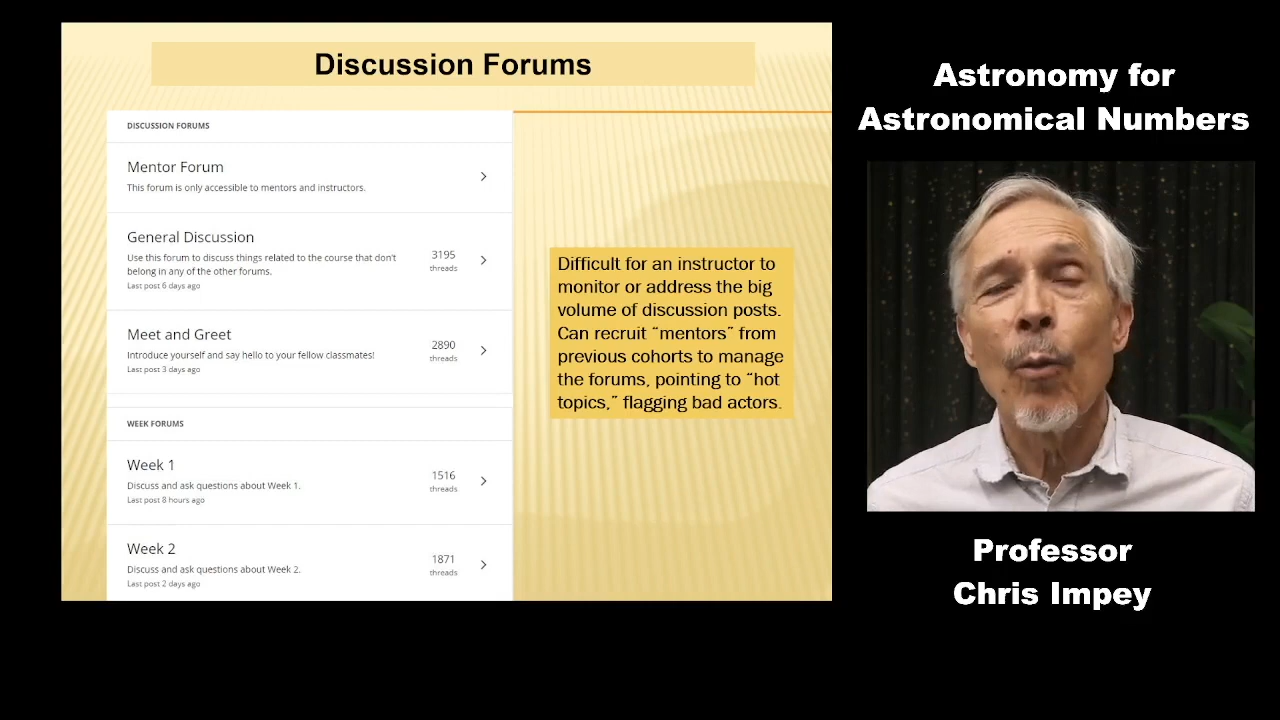 Discussion Forums
DISCUSSION FORUMS
Mentor Forum
This forum is only accessible to mentors and instructors.
General Discussion
Use this forum to discuss things related to the course that don't
belong in any of the other forums.
Last post 6 days ago
3195
threads
Meet and Greet
Introduce yourself and say hello to your fellow classmates!
Last post 3 days ago
2890
threads
WEEK FORUMS
Week 1
Discuss and ask questions about Week 1.
Last post 8 hours ago
1516
threads
Week 2
Discuss and ask questions about Week 2.
Last post 2 days ago
1871
threads
Difficult for an instructor to
monitor or address the big
volume of discussion posts.
Can recruit “mentors” from
previous cohorts to manage
the forums, pointing to “hot
topics,” flagging bad actors.
Astronomy for
Astronomical Numbers
Professor
Chris Impey